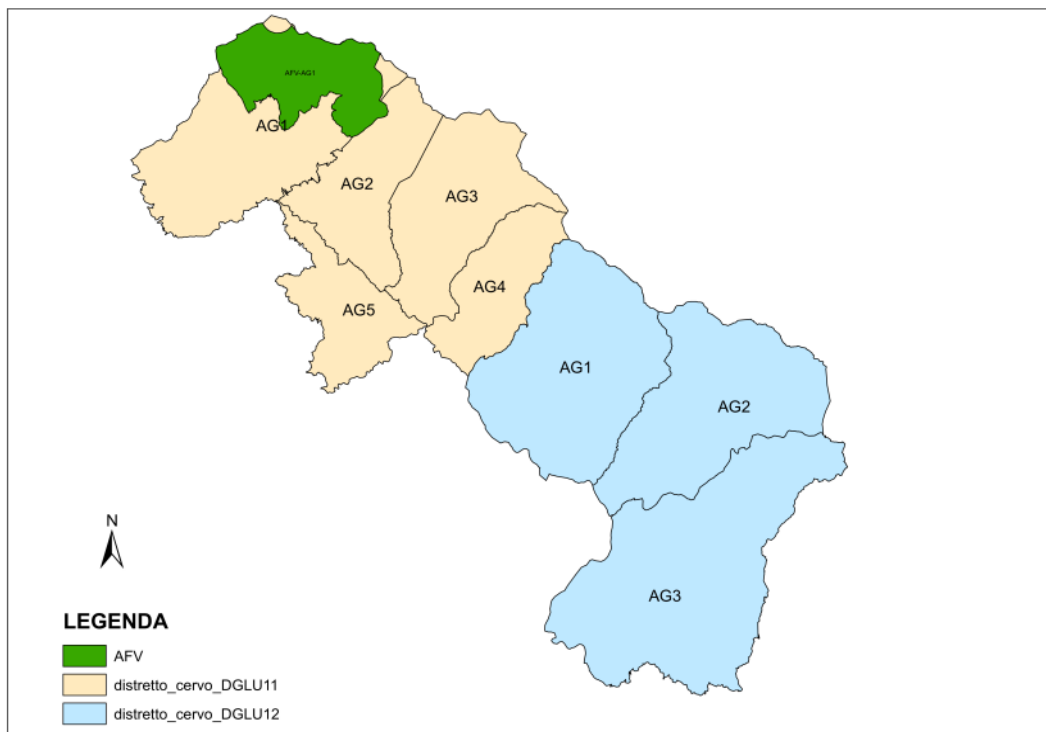 AFV-AG1
AG1
AG2
AG3
AG4
AG5
AG1
AG2
AG3
N
LEGENDA
AFV
distretto_cervo_DGLU11
distretto_cervo_DGLU12